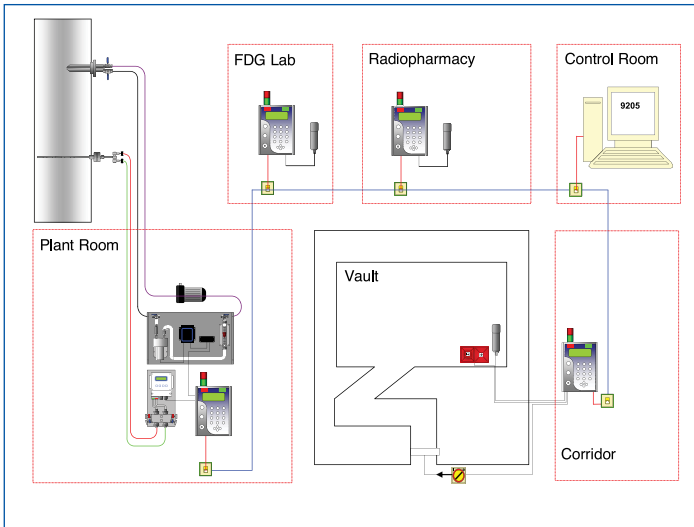 FDG Lab
Radiopharmacy
Control Room
9205
Plant Room
Vault
Corridor